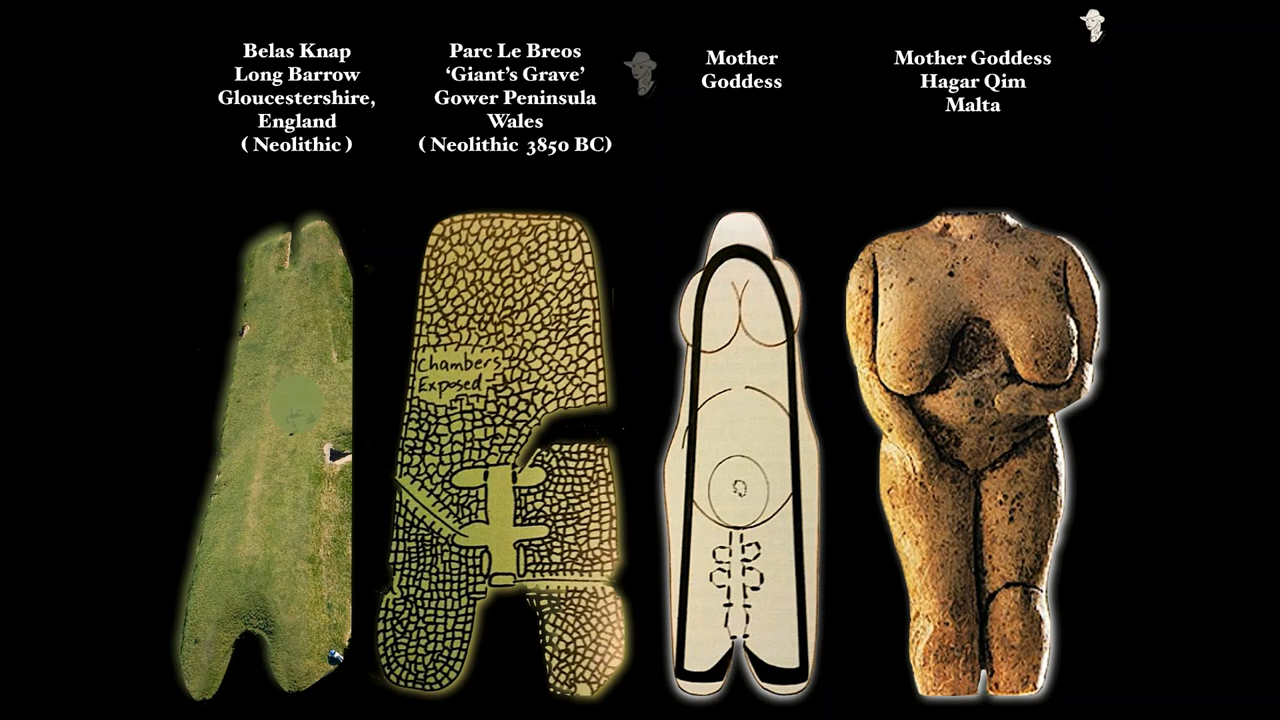 Belas Knap
Long Barrow
Gloucestershire,
England
( Neolithic )
Parc Le Breos
‘Giant’s Grave’
Gower Peninsula
Wales
( Neolithic 3850 BC)
Mother
Goddess
Mother Goddess
Hagar Qim
Malta
Chambers
Exposed